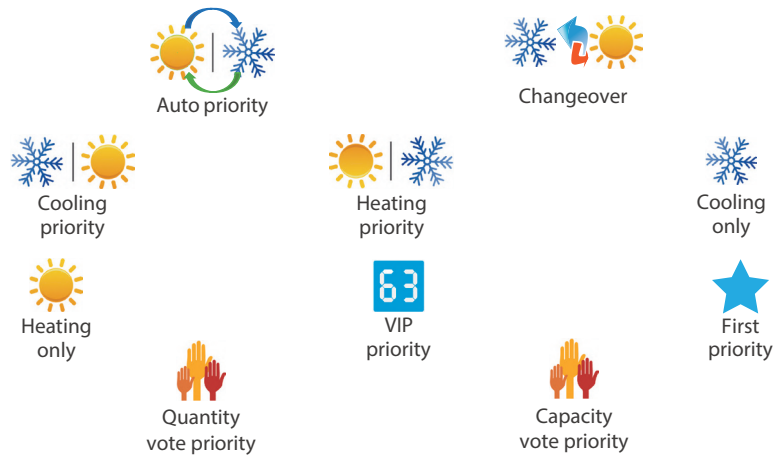 Auto priority
Changeover
Cooling
priority
Heating
priority
Cooling
only
Heating
only
63
VIP
priority
First
priority
Quantity
vote priority
Capacity
vote priority